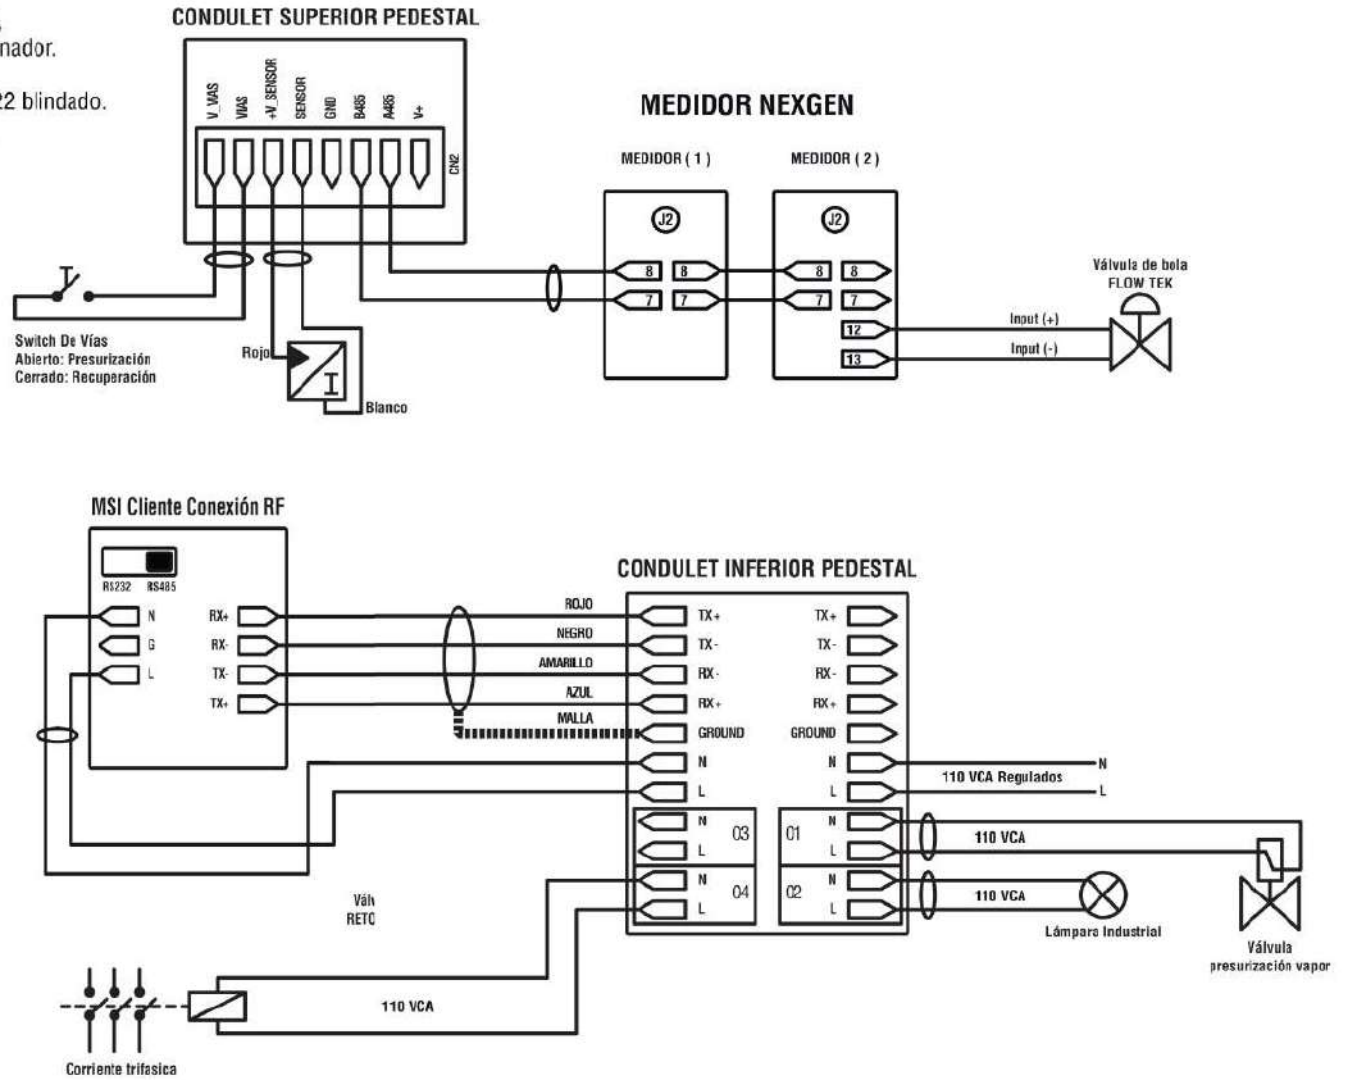 nador.
22 blindado.
CONDULET SUPERIOR PEDESTAL
V_VIAS
VIAS
+V_SENSOR
SENSOR
GND
B485
A485
V+
CN2
Switch De Vías
Abierto: Presurización
Cerrado: Recuperación
Rojo
I
Blanco
MEDIDOR NEXGEN
MEDIDOR ( 1 )
MEDIDOR ( 2 )
J2
J2
8
8
8
8
7
7
7
7
12
13
Input (+)
Input (-)
Válvula de bola
FLOW TEK
MSI Cliente Conexión RF
RS232
RS485
N
G
L
RX+
RX-
TX-
TX+
ROJO
NEGRO
AMARILLO
AZUL
MALLA
CONDULET INFERIOR PEDESTAL
TX+
TX-
RX-
RX+
GROUND
N
L
N
L
03
N
L
04
TX+
TX-
RX-
RX+
GROUND
N
L
01
N
L
02
N
L
110 VCA Regulados
N
L
110 VCA
110 VCA
Lámpara Industrial
Válvula
presurización vapor
Válv
RETO
110 VCA
Corriente trifasica